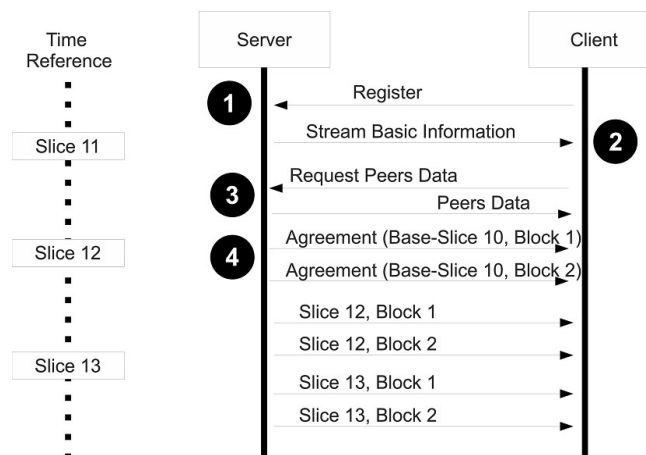 Time
Reference
Server
Client
1
Register
Stream Basic Information
2
Slice 11
Request Peers Data
3
Peers Data
Agreement (Base-Slice 10, Block 1)
4
Slice 12
Agreement (Base-Slice 10, Block 2)
Slice 12, Block 1
Slice 12, Block 2
Slice 13
Slice 13, Block 1
Slice 13, Block 2